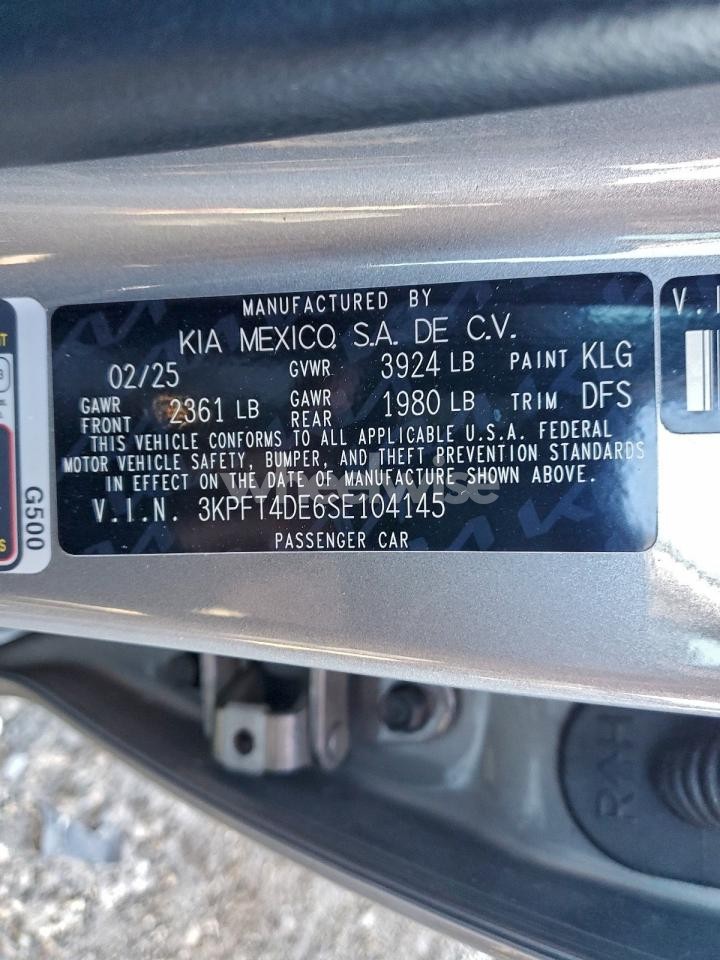 MANUFACTURED BY
KIA MEXICO, S.A. DE C.V.
02/25 GVWR 3924 LB PAINT KLG
GAWR FRONT 2361 LB GAWR REAR 1980 LB TRIM DFS
THIS VEHICLE CONFORMS TO ALL APPLICABLE U.S.A. FEDERAL
MOTOR VEHICLE SAFETY, BUMPER, AND THEFT PREVENTION STANDARDS
IN EFFECT ON THE DATE OF MANUFACTURE SHOWN ABOVE.
V.I.N. 3KPFT4DE6SE104145
PASSENGER CAR
G500
V.I
RAH